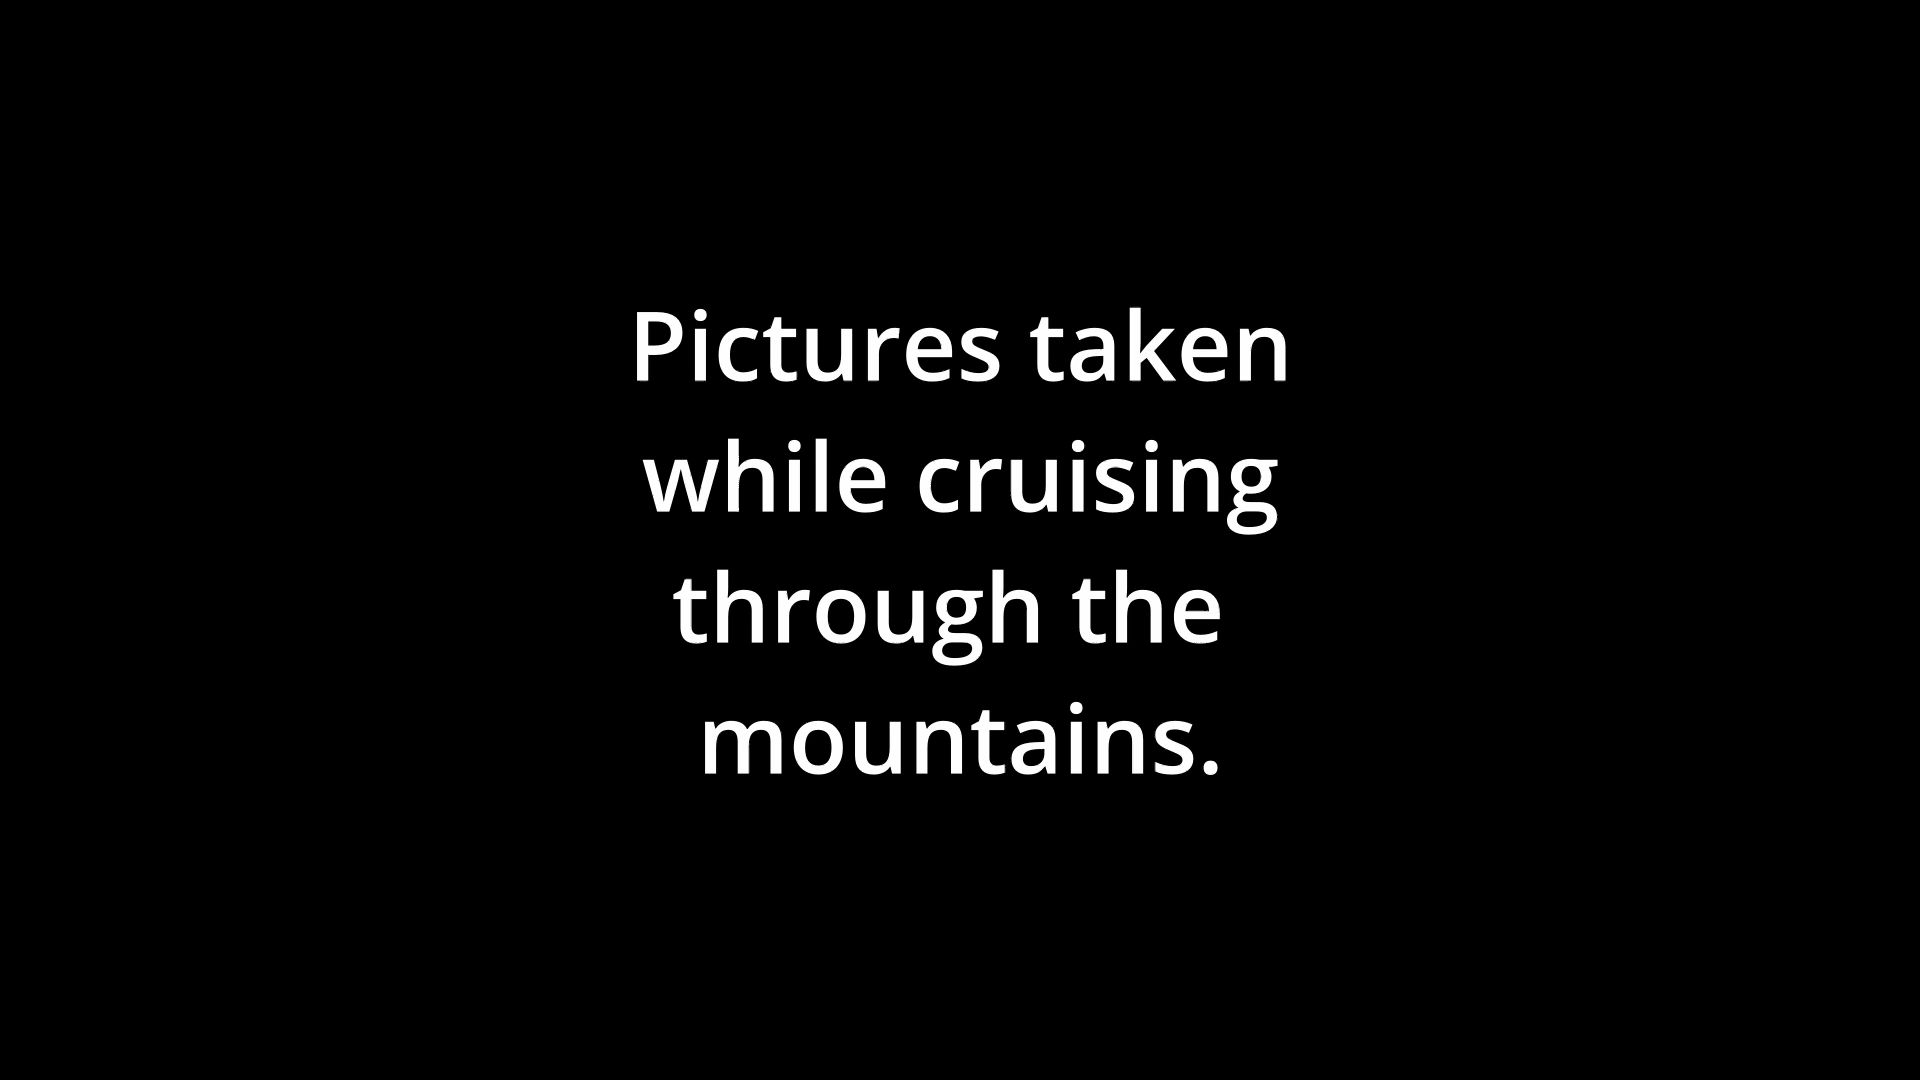 Pictures taken
while cruising
through the
mountains.